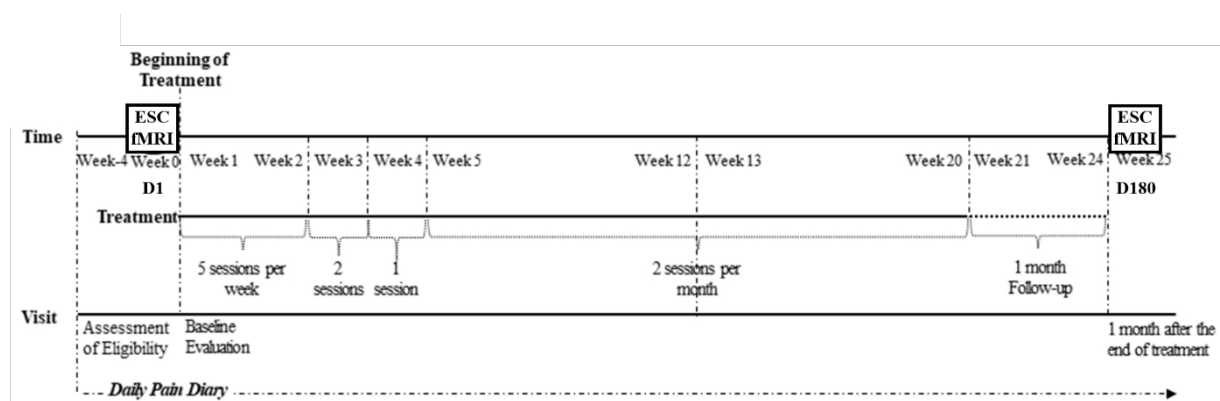 Beginning of
Treatment
ESC
fMRI
ESC
fMRI
Time
Week-4 Week 0 Week 1 Week 2 Week 3 Week 4 Week 5 Week 12 Week 13 Week 20 Week 21 Week 24 Week 25
D1
D180
Treatment
5 sessions per
week
2
sessions
1
session
2 sessions per
month
1 month
Follow-up
Visit
Assessment
of Eligibility
Baseline
Evaluation
1 month after the
end of treatment
Daily Pain Diary